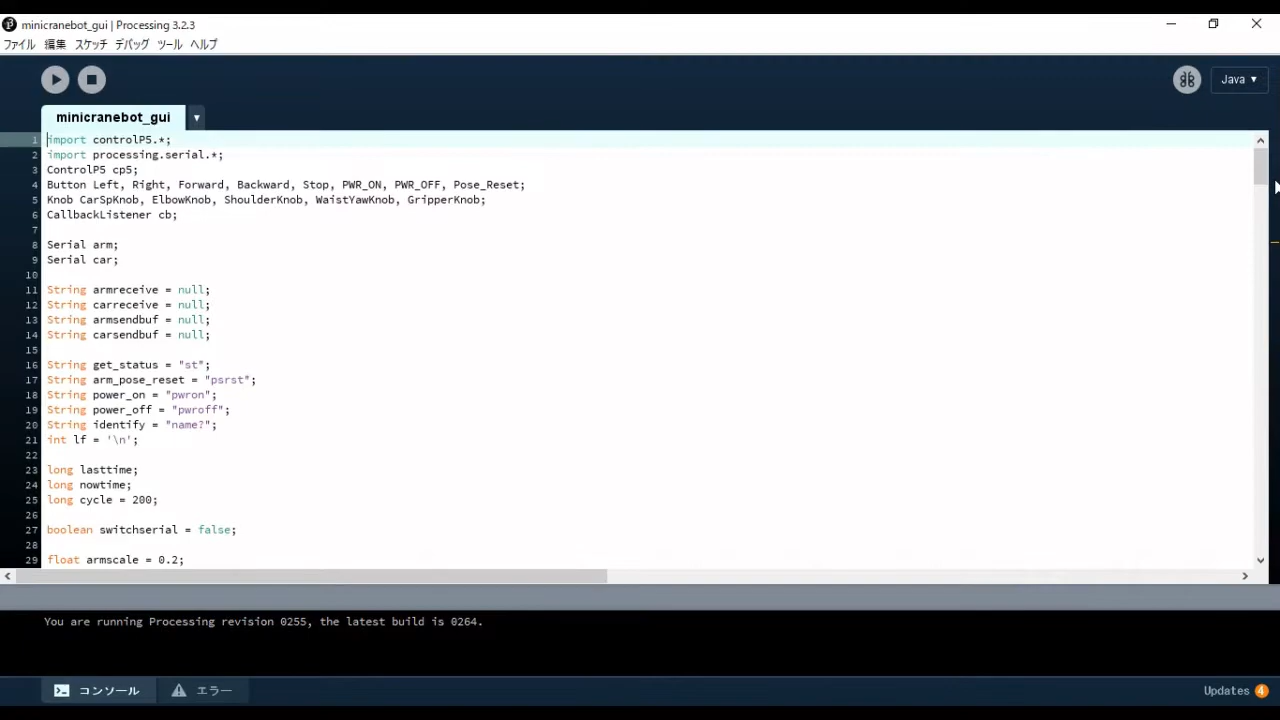 minicranebot_gui | Processing 3.2.3
ファイル 編集 スケッチ デバッグ ツール ヘルプ
Java ▾
minicranebot_gui ▾
1 import controlP5.*;
2 import processing.serial.*;
3 ControlP5 cp5;
4 Button Left, Right, Forward, Backward, Stop, PWR_ON, PWR_OFF, Pose_Reset;
5 Knob CarSpKnob, ElbowKnob, ShoulderKnob, WaistYawKnob, GripperKnob;
6 CallbackListener cb;
7
8 Serial arm;
9 Serial car;
10
11 String armreceive = null;
12 String carreceive = null;
13 String armsendbuf = null;
14 String carsendbuf = null;
15
16 String get_status = "st";
17 String arm_pose_reset = "psrst";
18 String power_on = "pwron";
19 String power_off = "pwroff";
20 String identify = "name?";
21 int lf = '\n';
22
23 long lasttime;
24 long nowtime;
25 long cycle = 200;
26
27 boolean switchserial = false;
28
29 float armscale = 0.2;
You are running Processing revision 0255, the latest build is 0264.
コンソール エラー Updates 4